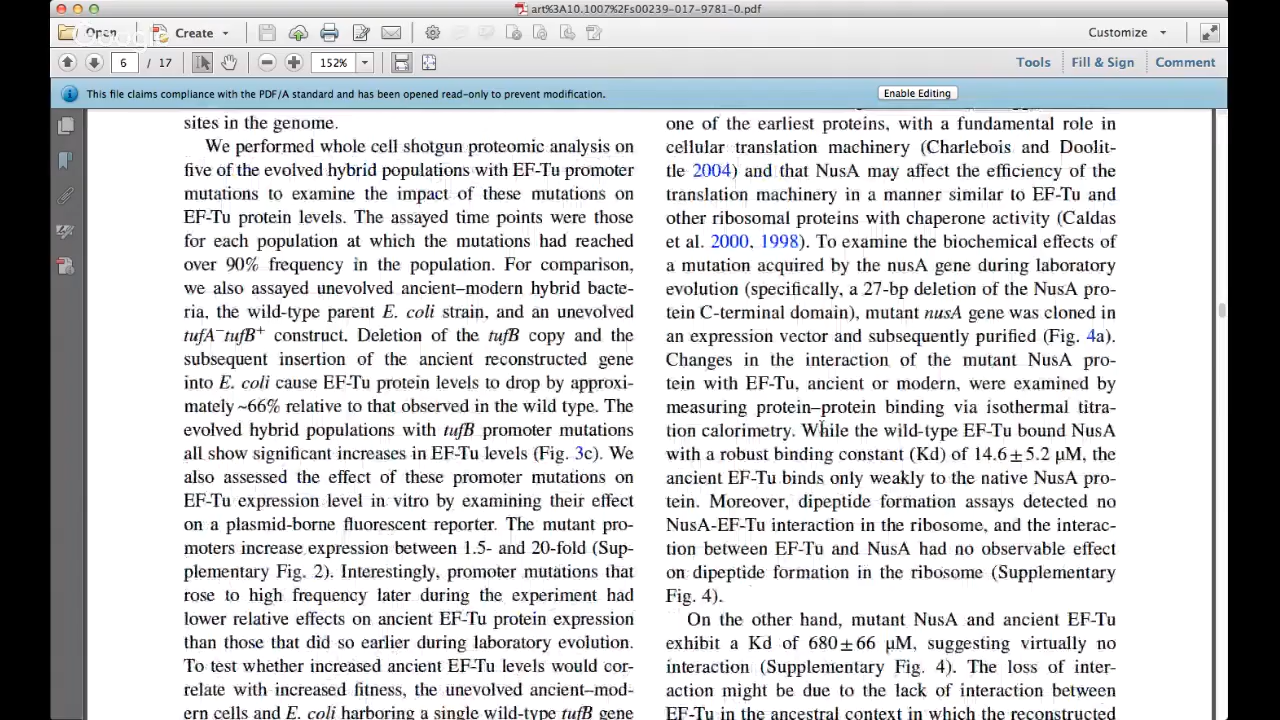 art%3A10.1007%2Fs00239-017-9781-0.pdf
Open
Create
Customize
Google
6 / 17
152%
Tools
Fill & Sign
Comment
This file claims compliance with the PDF/A standard and has been opened read-only to prevent modification.
Enable Editing
sites in the genome.
We performed whole cell shotgun proteomic analysis on
five of the evolved hybrid populations with EF-Tu promoter
mutations to examine the impact of these mutations on
EF-Tu protein levels. The assayed time points were those
for each population at which the mutations had reached
over 90% frequency in the population. For comparison,
we also assayed unevolved ancient–modern hybrid bacte-
ria, the wild-type parent E. coli strain, and an unevolved
tufA−tufB+ construct. Deletion of the tufB copy and the
subsequent insertion of the ancient reconstructed gene
into E. coli cause EF-Tu protein levels to drop by approxi-
mately ~66% relative to that observed in the wild type. The
evolved hybrid populations with tufB promoter mutations
all show significant increases in EF-Tu levels (Fig. 3c). We
also assessed the effect of these promoter mutations on
EF-Tu expression level in vitro by examining their effect
on a plasmid-borne fluorescent reporter. The mutant pro-
moters increase expression between 1.5- and 20-fold (Sup-
plementary Fig. 2). Interestingly, promoter mutations that
rose to high frequency later during the experiment had
lower relative effects on ancient EF-Tu protein expression
than those that did so earlier during laboratory evolution.
To test whether increased ancient EF-Tu levels would cor-
relate with increased fitness, the unevolved ancient–mod-
ern cells and E. coli harboring a single wild-type tufB gene
one of the earliest proteins, with a fundamental role in
cellular translation machinery (Charlebois and Doolit-
tle 2004) and that NusA may affect the efficiency of the
translation machinery in a manner similar to EF-Tu and
other ribosomal proteins with chaperone activity (Caldas
et al. 2000, 1998). To examine the biochemical effects of
a mutation acquired by the nusA gene during laboratory
evolution (specifically, a 27-bp deletion of the NusA pro-
tein C-terminal domain), mutant nusA gene was cloned in
an expression vector and subsequently purified (Fig. 4a).
Changes in the interaction of the mutant NusA pro-
tein with EF-Tu, ancient or modern, were examined by
measuring protein–protein binding via isothermal titra-
tion calorimetry. While the wild-type EF-Tu bound NusA
with a robust binding constant (Kd) of 14.6 ± 5.2 µM, the
ancient EF-Tu binds only weakly to the native NusA pro-
tein. Moreover, dipeptide formation assays detected no
NusA-EF-Tu interaction in the ribosome, and the interac-
tion between EF-Tu and NusA had no observable effect
on dipeptide formation in the ribosome (Supplementary
Fig. 4).
On the other hand, mutant NusA and ancient EF-Tu
exhibit a Kd of 680 ± 66 µM, suggesting virtually no
interaction (Supplementary Fig. 4). The loss of inter-
action might be due to the lack of interaction between
EF-Tu in the ancestral context in which the reconstructed